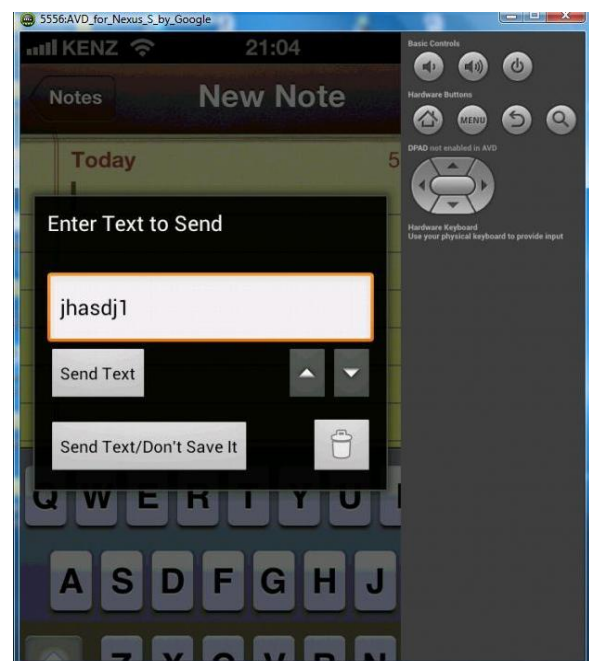 5556:AVD_for_Nexus_S_by_Google
KENZ 21:04
Notes New Note
Today 5
Enter Text to Send
jhasdj1
Send Text
Send Text/Don't Save It
Q W E R T Y U I
A S D F G H J
Z X C V B N
Basic Controls
Hardware Buttons
MENU
DPAD not enabled in AVD
Hardware Keyboard
Use your physical keyboard to provide input